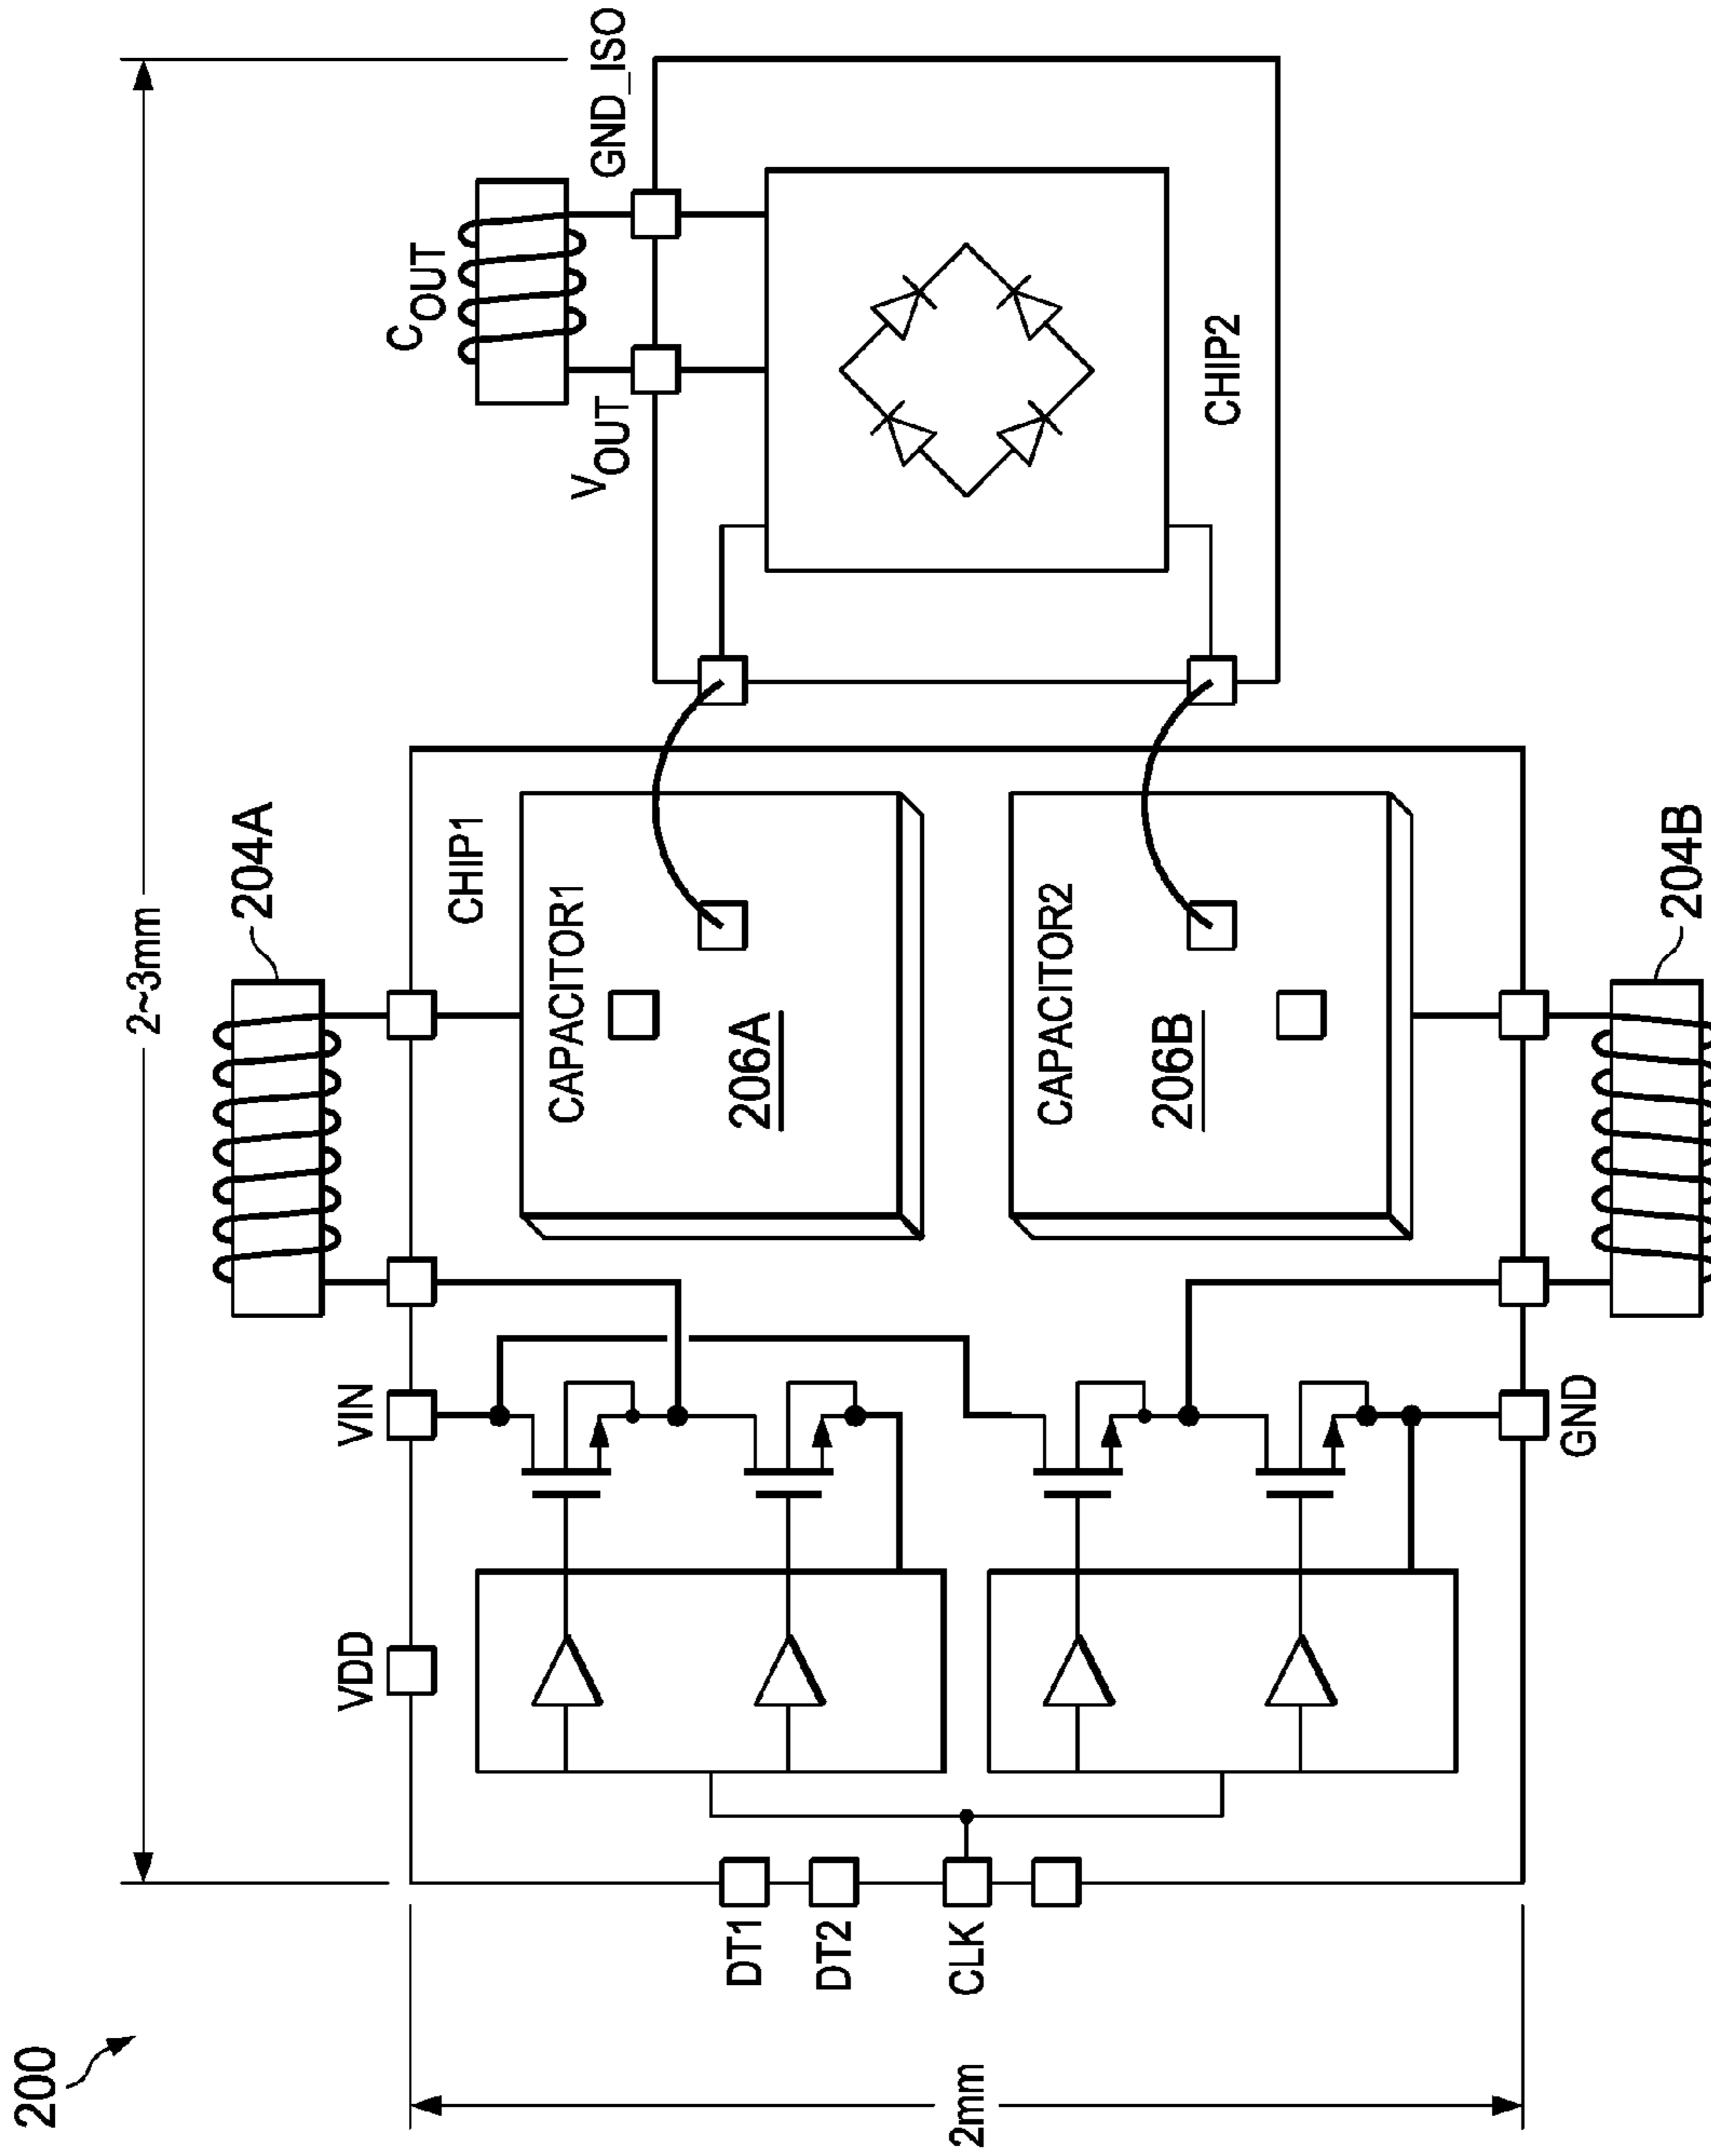 200
2~3mm
2mm
204A
VDD
VIN
CHIP1
COUT
VOUT
GND_ISO
CAPACITOR1
206A
DT1
DT2
CLK
CAPACITOR2
206B
CHIP2
GND
204B